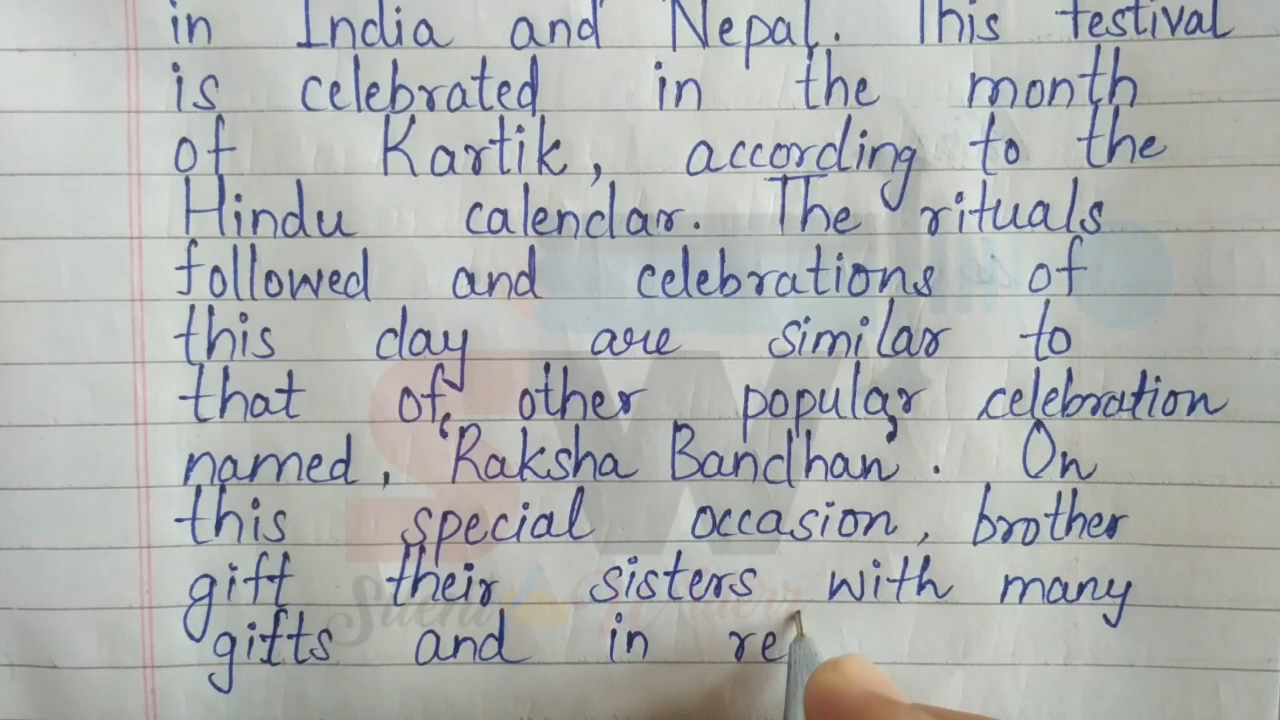 in India and Nepal. This festival
is celebrated in the month
of Kartik, according to the
Hindu calendar. The rituals
followed and celebrations of
this day are similar to
that of other popular celebration
named, 'Raksha Bandhan'. On
this special occasion, brother
gift their sisters with many
gifts and in re